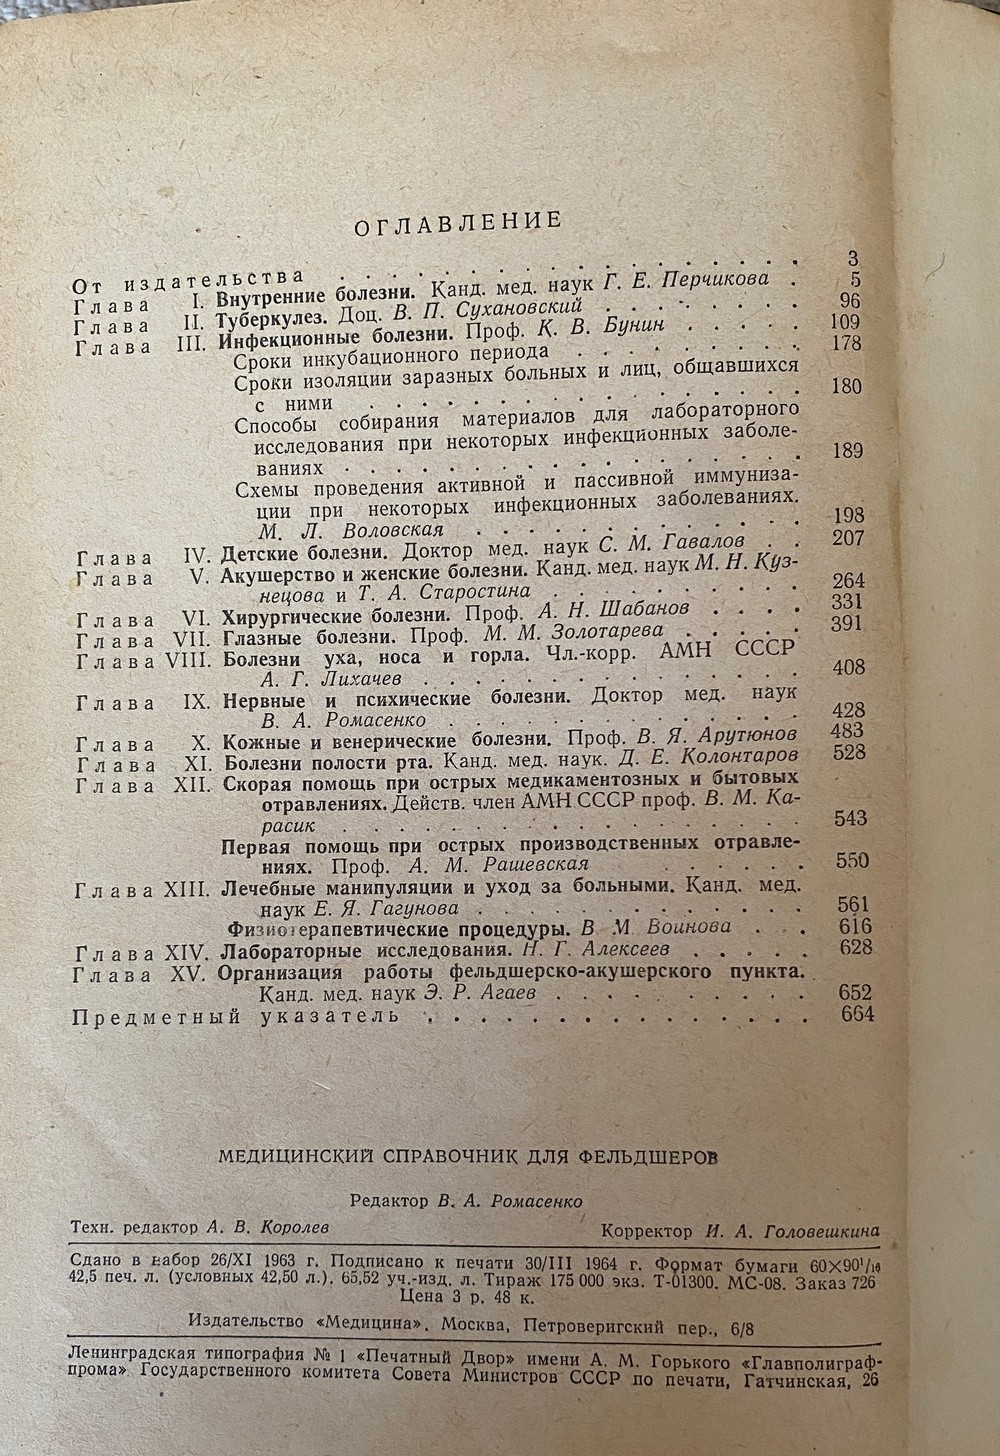 ОГЛАВЛЕНИЕ
От издательства . . . . . . . . . . . . . . . . . . 3
Глава I. Внутренние болезни. Канд. мед. наук Г. Е. Перчикова . 5
Глава II. Туберкулез. Доц. В. П. Сухановский . . . . . . . . 96
Глава III. Инфекционные болезни. Проф. К. В. Бунин . . . . . 109
Сроки инкубационного периода . . . . . . . . . 178
Сроки изоляции заразных больных и лиц, общавшихся
с ними . . . . . . . . . . . . . . . . . 180
Способы собирания материалов для лабораторного
исследования при некоторых инфекционных заболе-
ваниях . . . . . . . . . . . . . . . . . 189
Схемы проведения активной и пассивной иммуниза-
ции при некоторых инфекционных заболеваниях.
М. Л. Воловская . . . . . . . . . . . . . 198
Глава IV. Детские болезни. Доктор мед. наук С. М. Гавалов . . 207
Глава V. Акушерство и женские болезни. Канд. мед. наук М. Н. Куз-
нецова и Т. А. Старостина . . . . . . . . . . 264
Глава VI. Хирургические болезни. Проф. А. Н. Шабанов . . . . 331
Глава VII. Глазные болезни. Проф. М. М. Золотарева . . . . . 391
Глава VIII. Болезни уха, носа и горла. Чл.-корр. АМН СССР
А. Г. Лихачев . . . . . . . . . . . . . . 408
Глава IX. Нервные и психические болезни. Доктор мед. наук
В. А. Ромасенко . . . . . . . . . . . . . 428
Глава X. Кожные и венерические болезни. Проф. В. Я. Арутюнов 483
Глава XI. Болезни полости рта. Канд. мед. наук. Д. Е. Колонтаров 528
Глава XII. Скорая помощь при острых медикаментозных и бытовых
отравлениях. Действ. член АМН СССР проф. В. М. Ка-
расик . . . . . . . . . . . . . . . . . 543
Первая помощь при острых производственных отравле-
ниях. Проф. А. М. Рашевская . . . . . 550
Глава XIII. Лечебные манипуляции и уход за больными. Канд. мед.
наук Е. Я. Гагунова . . . . . . . . . . . . 561
Физиотерапевтические процедуры. В. М. Воинова . . . 616
Глава XIV. Лабораторные исследования. Н. Г. Алексеев . . . . . 628
Глава XV. Организация работы фельдшерско-акушерского пункта.
Канд. мед. наук Э. Р. Агаев . . . . . . . . . . 652
Предметный указатель . . . . . . . . . . . . . . . 664
МЕДИЦИНСКИЙ СПРАВОЧНИК ДЛЯ ФЕЛЬДШЕРОВ
Редактор В. А. Ромасенко
Техн. редактор А. В. Королев Корректор И. А. Головешкина
Сдано в набор 26/XI 1963 г. Подписано к печати 30/III 1964 г. Формат бумаги 60×90¹/₁₆
42,5 печ. л. (условных 42,50 л.). 65,52 уч.-изд. л. Тираж 175 000 экз. Т-01300. МС-08. Заказ 726
Цена 3 р. 48 к.
Издательство «Медицина». Москва, Петроверигский пер., 6/8
Ленинградская типография № 1 «Печатный Двор» имени А. М. Горького «Главполиграф-
прома» Государственного комитета Совета Министров СССР по печати, Гатчинская, 26